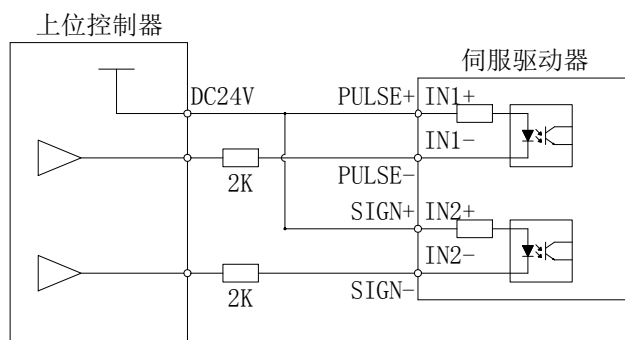 上位控制器
伺服驱动器
DC24V
PULSE+
IN1+
IN1-
2K
PULSE-
SIGN+
IN2+
IN2-
2K
SIGN-